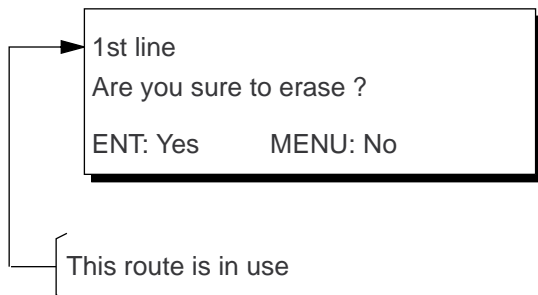 1st line
Are you sure to erase ?
ENT: Yes MENU: No
This route is in use